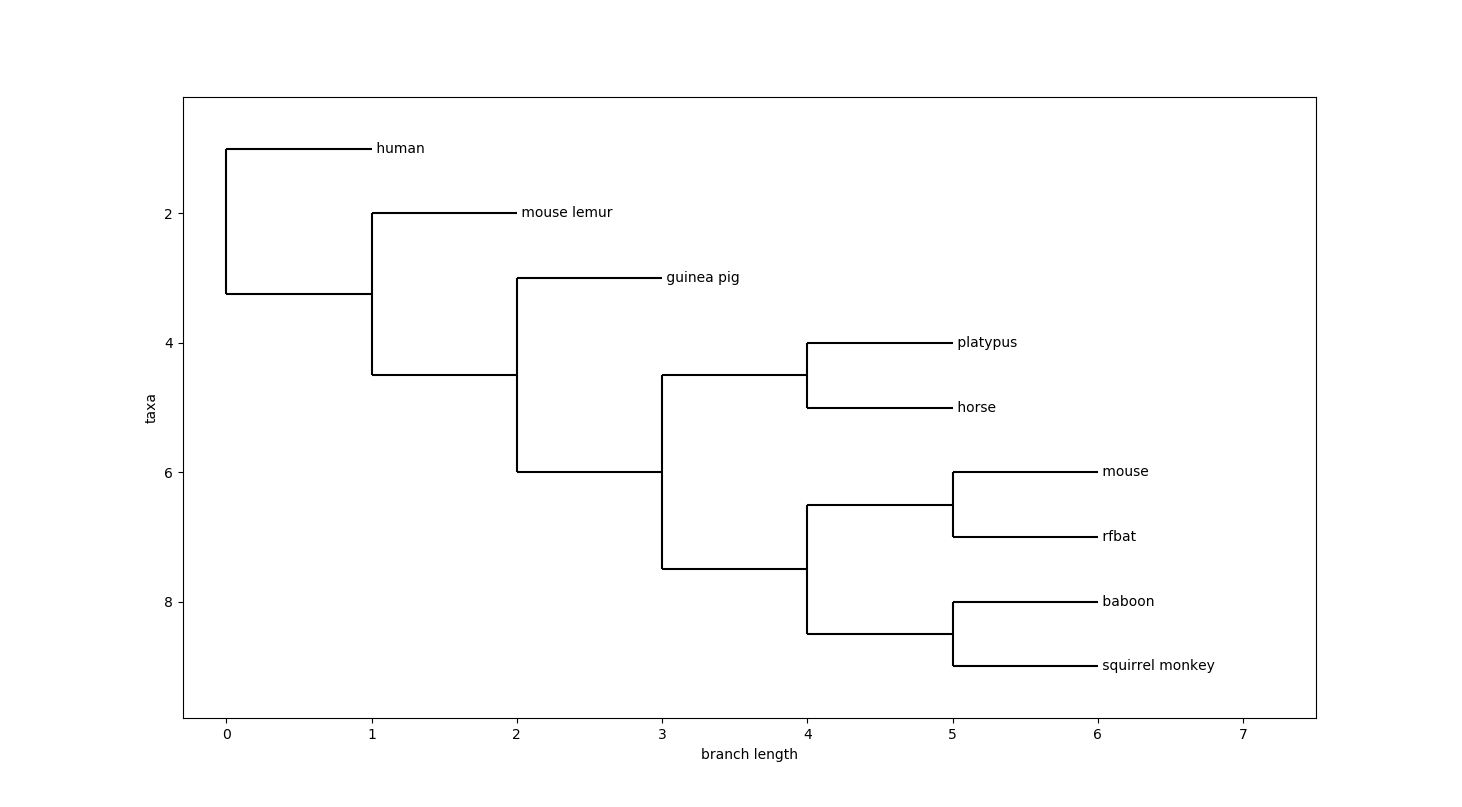 human
2
mouse lemur
guinea pig
4
platypus
taxa
horse
6
mouse
rfbat
8
baboon
squirrel monkey
0 1 2 3 4 5 6 7
branch length